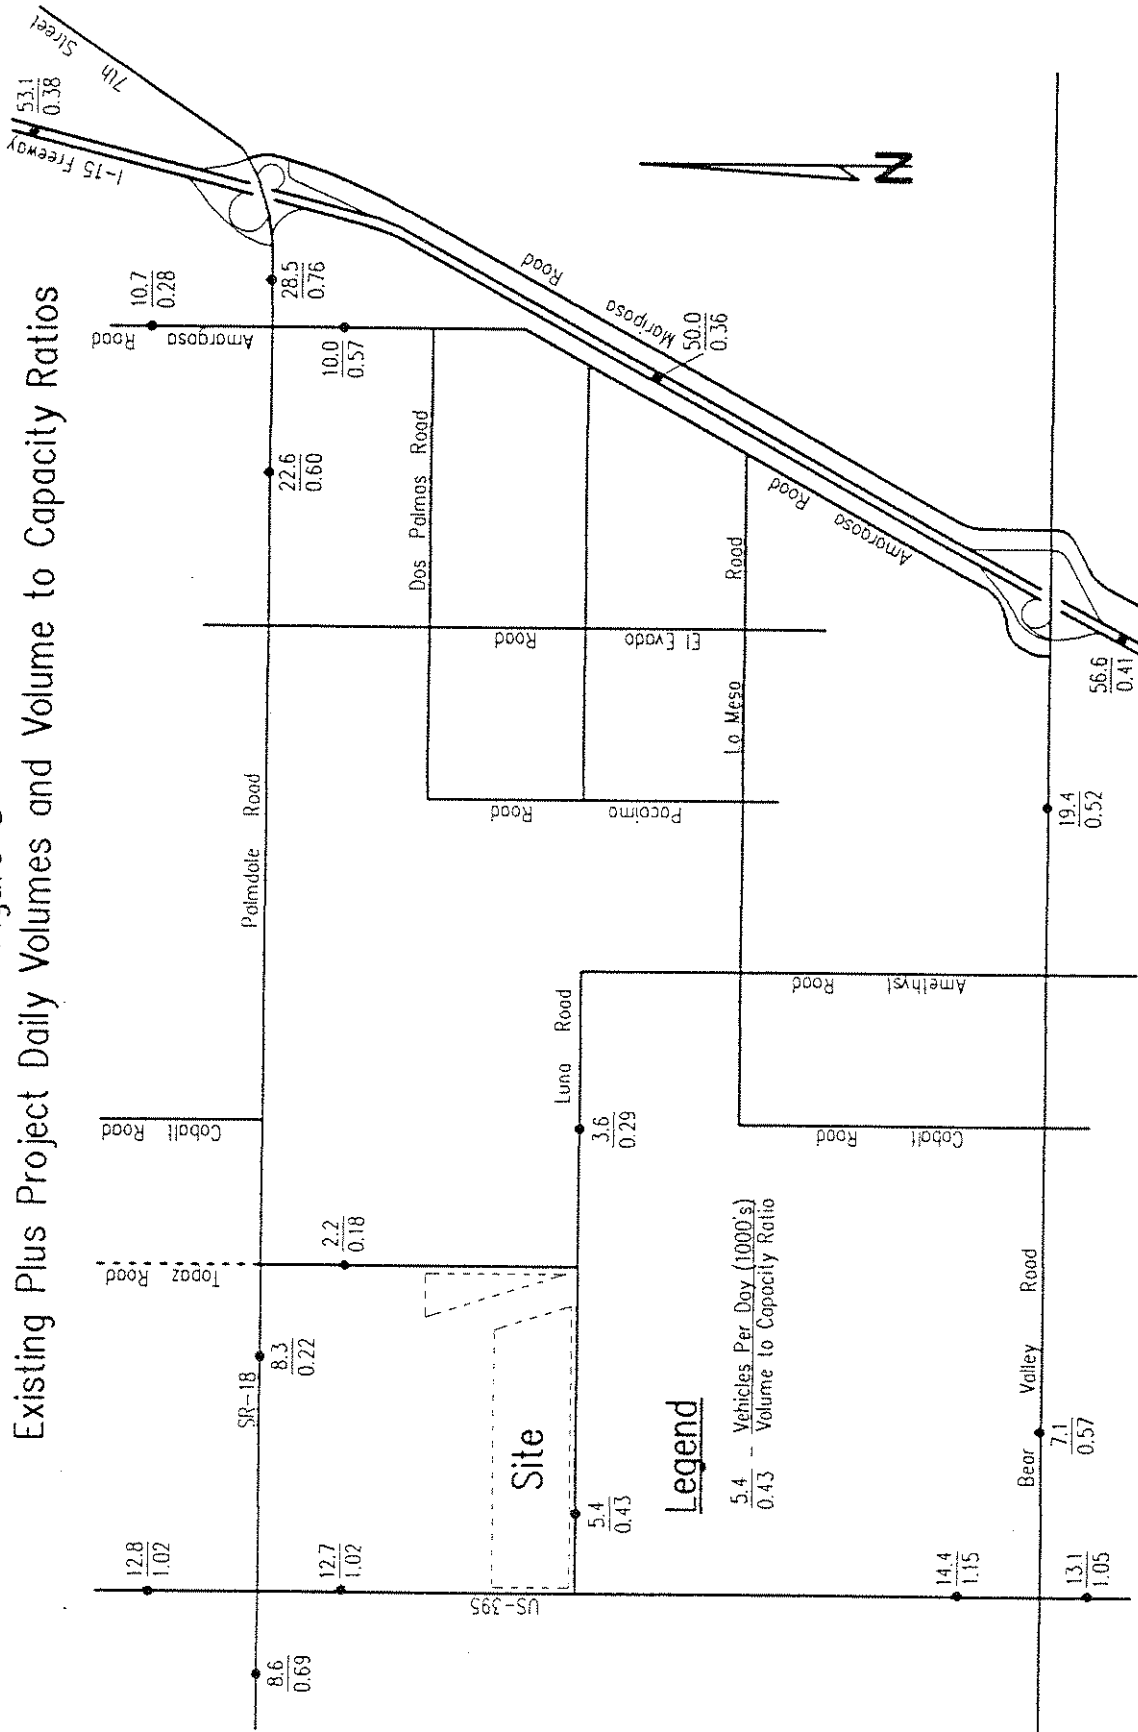 Existing Plus Project Daily Volumes and Volume to Capacity Ratios
53.1
0.38
I-15 Freeway
7th
Street
10.7
0.28
Amargosa
Road
28.5
0.76
10.0
0.57
22.6
0.60
Palmdale Road
Dos Palmas Road
Mariposa
Road
50.0
0.36
N
Amargosa
Road
El Evado
Road
Pacoima
Road
La Mesa
Road
56.6
0.41
19.4
0.52
Amethyst
Road
Luna Road
3.6
0.29
Cobalt
Road
Cobalt
Road
Topaz
Road
2.2
0.18
SR-18
8.3
0.22
Site
5.4
0.43
Legend
5.4 - Vehicles Per Day (1000's)
0.43 Volume to Capacity Ratio
Bear Valley Road
7.1
0.57
12.8
1.02
12.7
1.02
US-395
14.4
1.15
13.1
1.05
8.6
0.69